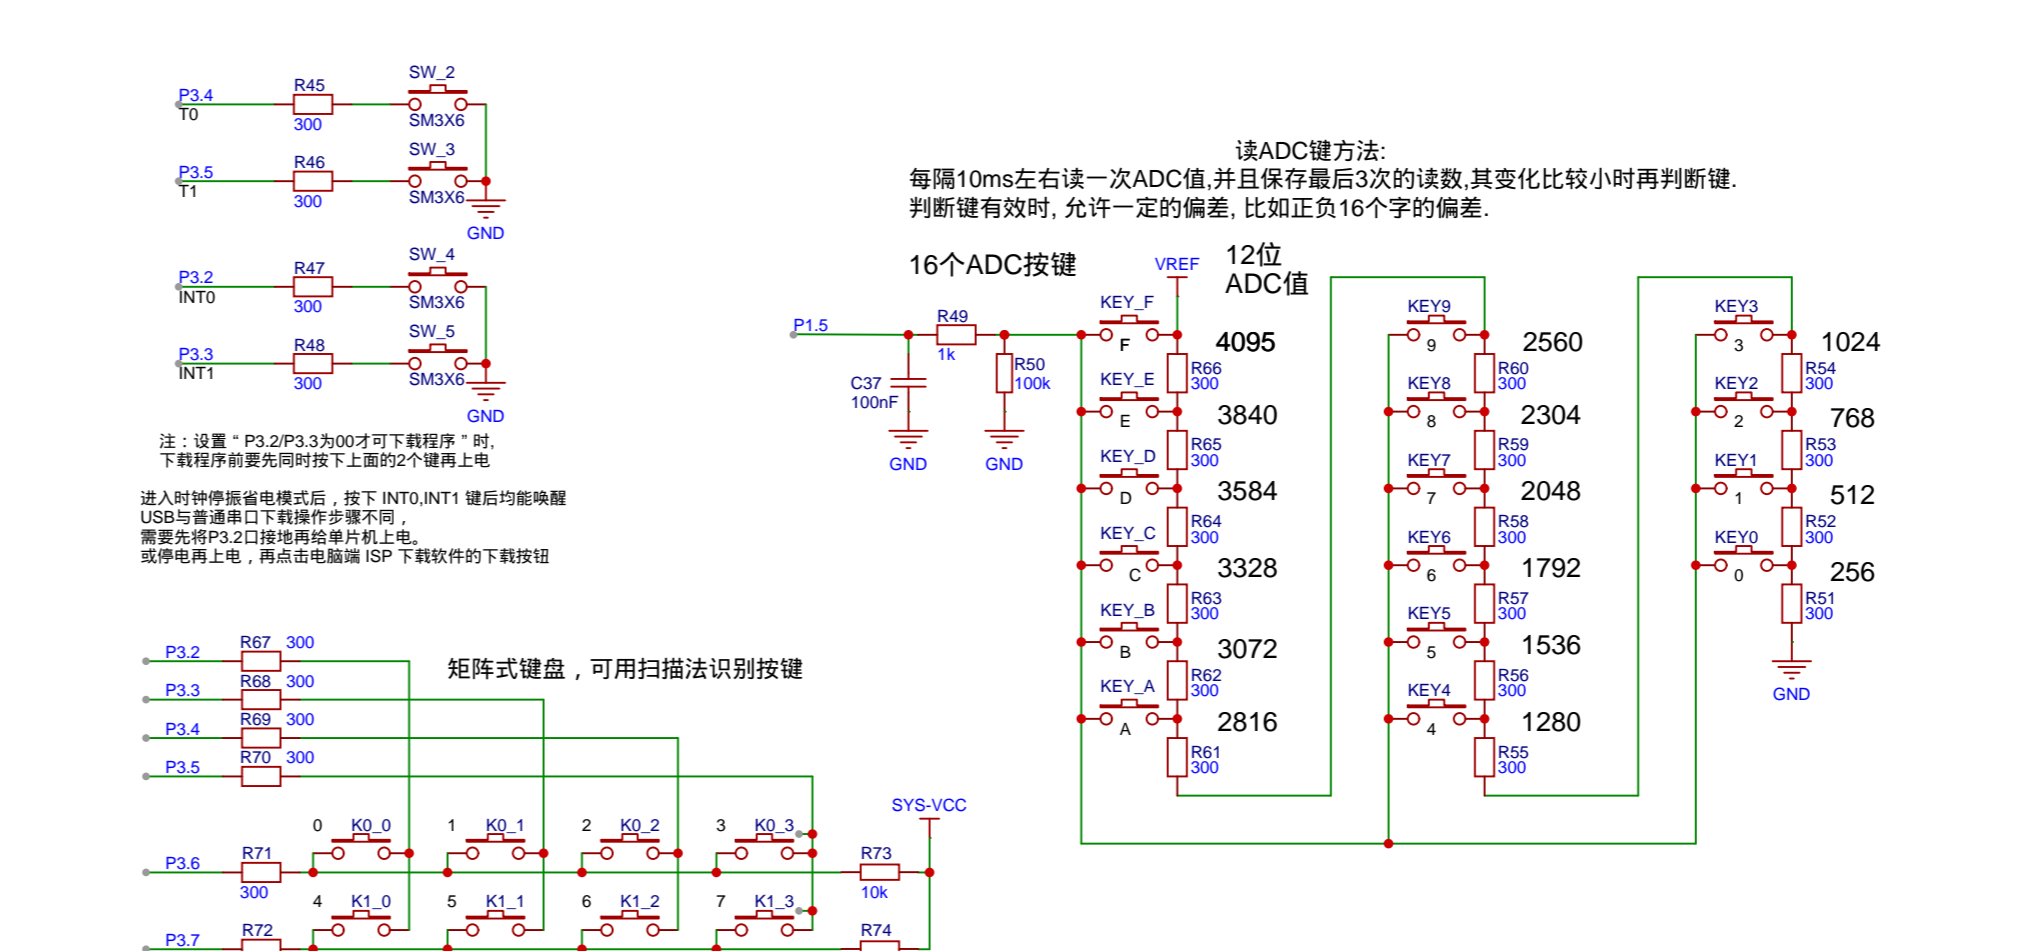 SW_2
P3.4
R45
T0
300
SM3X6
SW_3
P3.5
R46
T1
300
SM3X6
GND
SW_4
P3.2
R47
INT0
300
SM3X6
SW_5
P3.3
R48
INT1
300
SM3X6
GND
注：设置＂P3.2/P3.3为00才可下载程序＂时,
下载程序前要先同时按下上面的2个键再上电
进入时钟停振省电模式后，按下 INT0,INT1 键后均能唤醒
USB与普通串口下载操作步骤不同，
需要先将P3.2口接地再给单片机上电。
或停电再上电，再点击电脑端 ISP 下载软件的下载按钮
读ADC键方法:
每隔10ms左右读一次ADC值,并且保存最后3次的读数,其变化比较小时再判断键.
判断键有效时, 允许一定的偏差, 比如正负16个字的偏差.
16个ADC按键
VREF
12位
ADC值
P1.5
R49
1k
C37
100nF
GND
R50
100k
GND
KEY_F
F
4095
R66
300
KEY_E
E
3840
R65
300
KEY_D
D
3584
R64
300
KEY_C
C
3328
R63
300
KEY_B
B
3072
R62
300
KEY_A
A
2816
R61
300
KEY9
9
2560
R60
300
KEY8
8
2304
R59
300
KEY7
7
2048
R58
300
KEY6
6
1792
R57
300
KEY5
5
1536
R56
300
KEY4
4
1280
R55
300
KEY3
3
1024
R54
300
KEY2
2
768
R53
300
KEY1
1
512
R52
300
KEY0
0
256
R51
300
GND
矩阵式键盘，可用扫描法识别按键
P3.2
R67
300
P3.3
R68
300
P3.4
R69
300
P3.5
R70
300
SYS-VCC
0
K0_0
1
K0_1
2
K0_2
3
K0_3
P3.6
R71
300
R73
10k
4
K1_0
5
K1_1
6
K1_2
7
K1_3
P3.7
R72
R74